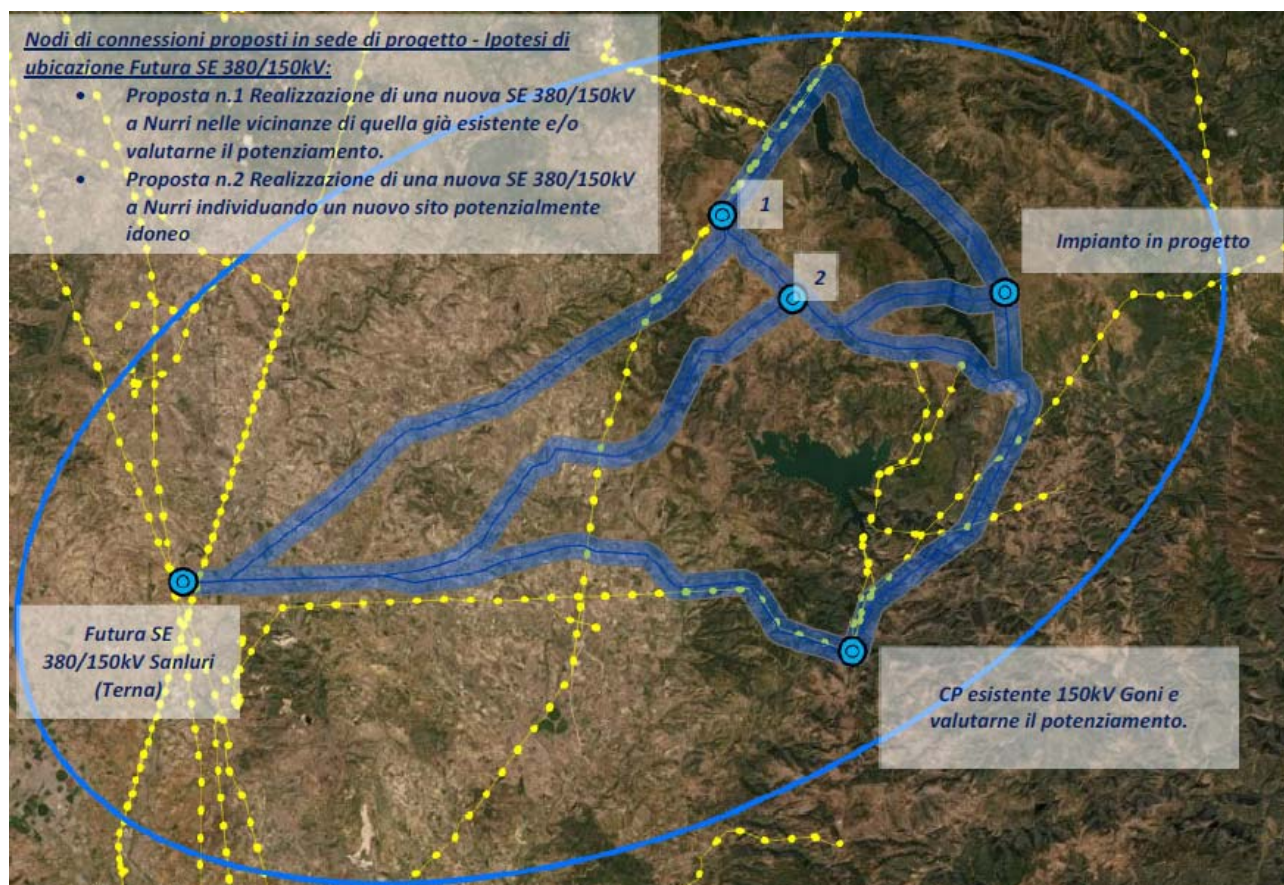 Nodi di connessioni proposti in sede di progetto - Ipotesi di
ubicazione Futura SE 380/150kV:
• Proposta n.1 Realizzazione di una nuova SE 380/150kV
a Nurri nelle vicinanze di quella già esistente e/o
valutarne il potenziamento.
• Proposta n.2 Realizzazione di una nuova SE 380/150kV
a Nurri individuando un nuovo sito potenzialmente
idoneo
1
Impianto in progetto
2
Futura SE
380/150kV Sanluri
(Terna)
CP esistente 150kV Goni e
valutarne il potenziamento.